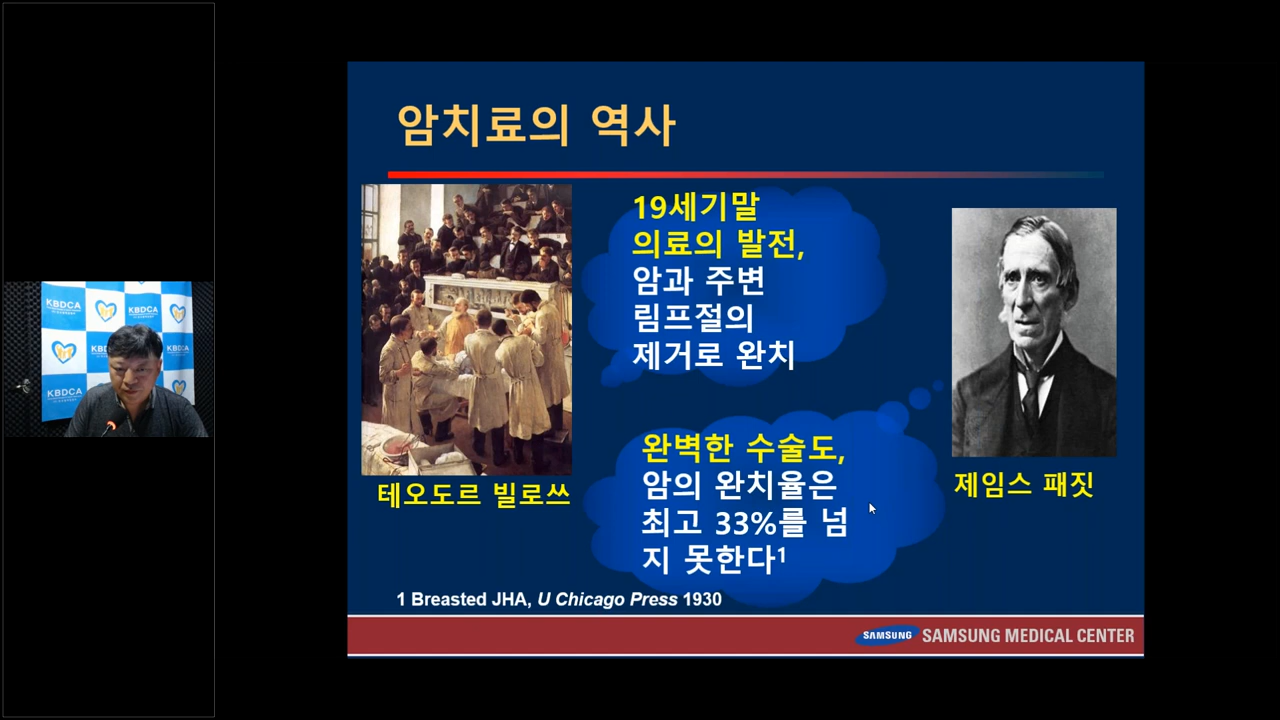 암치료의 역사
19세기말
의료의 발전,
암과 주변
림프절의
제거로 완치
테오도르 빌로쓰
완벽한 수술도,
암의 완치율은
최고 33%를 넘
지 못한다¹
제임스 패짓
1 Breasted JHA, U Chicago Press 1930
SAMSUNG SAMSUNG MEDICAL CENTER
KBDCA
KBDCA
KBDCA